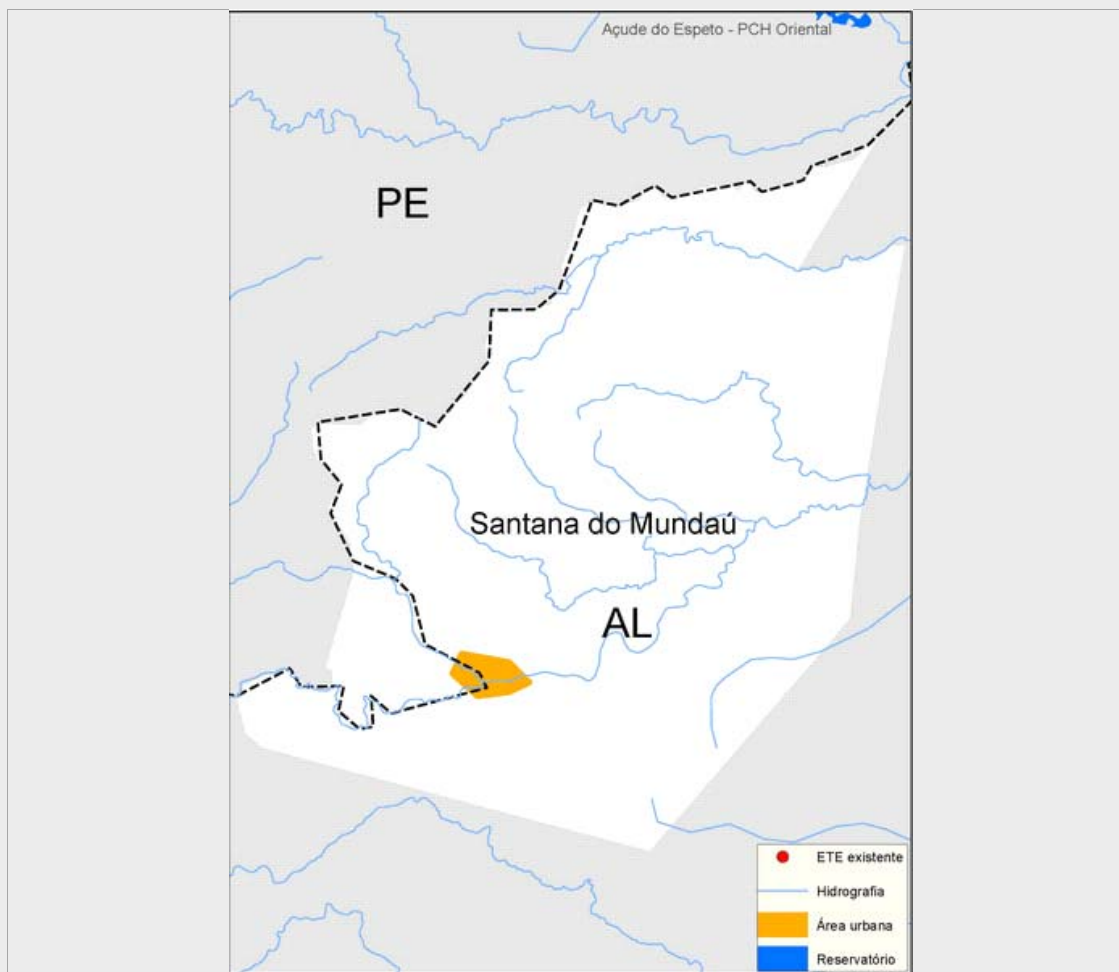 Açude do Espeto - PCH Oriental
PE
Santana do Mundaú
AL
ETE existente
Hidrografia
Área urbana
Reservatório